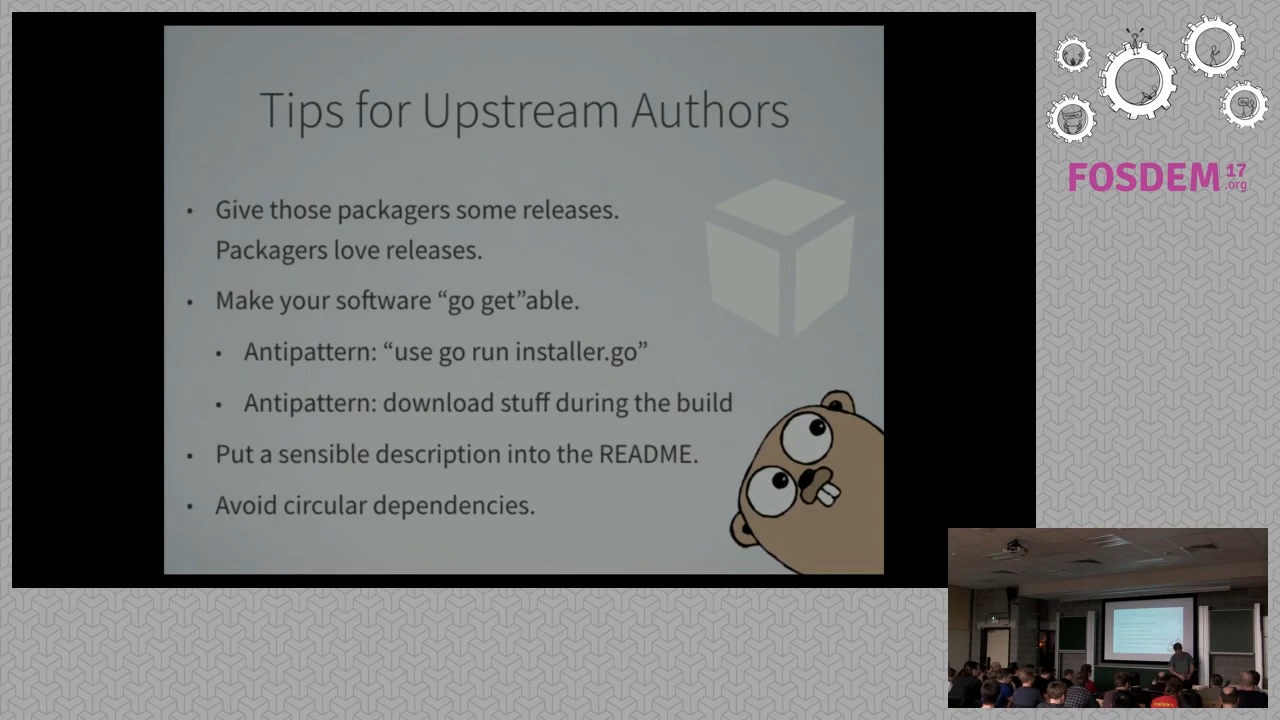 Tips for Upstream Authors
• Give those packagers some releases.
Packagers love releases.
• Make your software “go get”able.
• Antipattern: “use go run installer.go”
• Antipattern: download stuff during the build
• Put a sensible description into the README.
• Avoid circular dependencies.
FOSDEM 17
.org